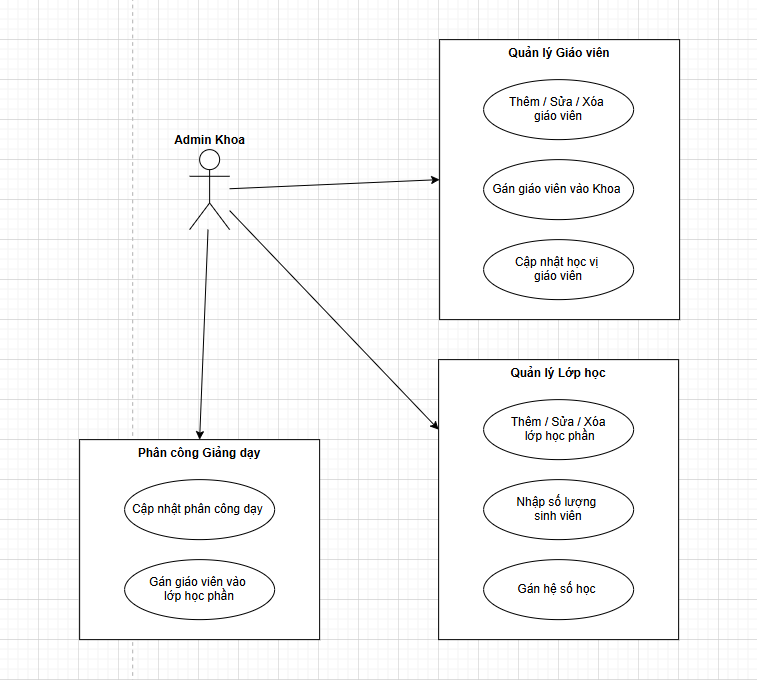 Quản lý Giáo viên
Thêm / Sửa / Xóa
giáo viên
Gán giáo viên vào Khoa
Cập nhật học vị
giáo viên
Admin Khoa
Quản lý Lớp học
Thêm / Sửa / Xóa
lớp học phần
Nhập số lượng
sinh viên
Gán hệ số học
Phân công Giảng dạy
Cập nhật phân công dạy
Gán giáo viên vào
lớp học phần